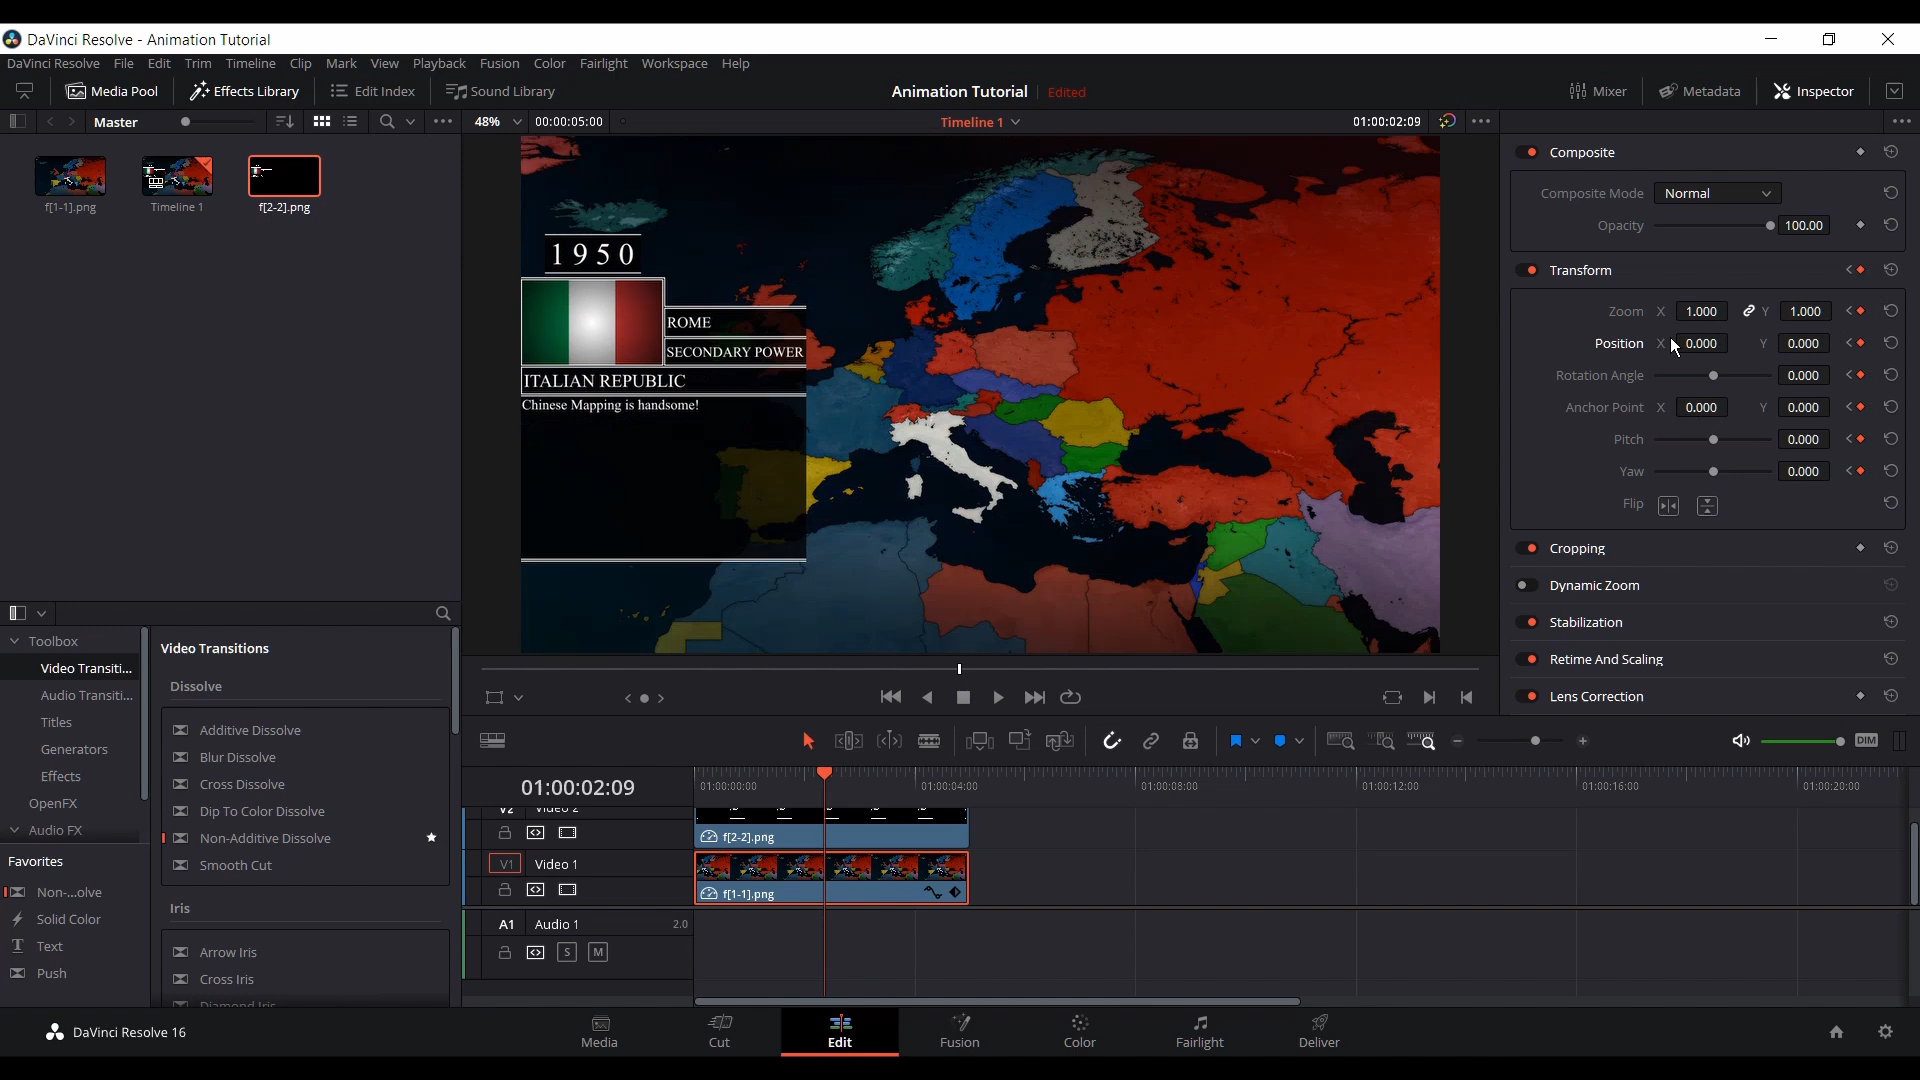 DaVinci Resolve - Animation Tutorial
DaVinci Resolve File Edit Trim Timeline Clip Mark View Playback Fusion Color Fairlight Workspace Help
Media Pool Effects Library Edit Index Sound Library Animation Tutorial Edited Mixer Metadata Inspector
Master 48% 00:00:05:00 Timeline 1 01:00:02:09
f[1-1].png Timeline 1 f[2-2].png
1950
ROME
SECONDARY POWER
ITALIAN REPUBLIC
Chinese Mapping is handsome!
Composite
Composite Mode Normal
Opacity 100.00
Transform
Zoom X 1.000 Y 1.000
Position X 0.000 Y 0.000
Rotation Angle 0.000
Anchor Point X 0.000 Y 0.000
Pitch 0.000
Yaw 0.000
Flip
Cropping
Dynamic Zoom
Stabilization
Retime And Scaling
Lens Correction
Toolbox
Video Transiti...
Audio Transiti...
Titles
Generators
Effects
OpenFX
Audio FX
Favorites
Non-...olve
Solid Color
T Text
Push
Video Transitions
Dissolve
Additive Dissolve
Blur Dissolve
Cross Dissolve
Dip To Color Dissolve
Non-Additive Dissolve
Smooth Cut
Iris
Arrow Iris
Cross Iris
Diamond Iris
DIM
01:00:02:09 01:00:00:00 01:00:04:00 01:00:08:00 01:00:12:00 01:00:16:00 01:00:20:00
V2 Video 2
f[2-2].png
V1 Video 1
f[1-1].png
A1 Audio 1 2.0
S M
DaVinci Resolve 16
Media Cut Edit Fusion Color Fairlight Deliver